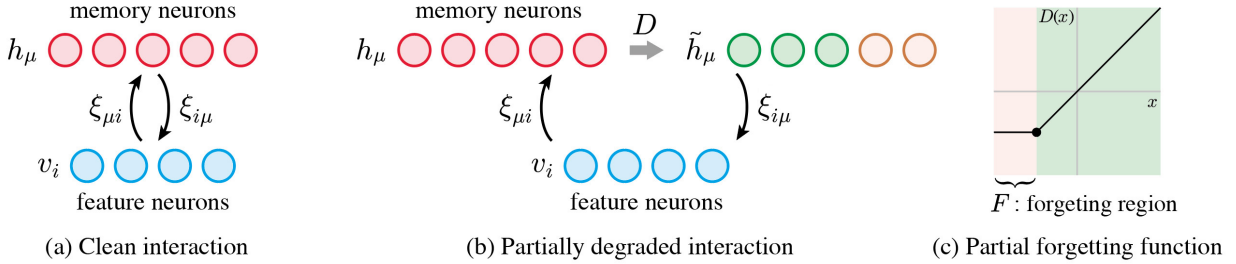 memory neurons
h_μ
ξ_μi
ξ_iμ
v_i
feature neurons
(a) Clean interaction
memory neurons
h_μ
D
h̃_μ
ξ_μi
ξ_iμ
v_i
feature neurons
(b) Partially degraded interaction
D(x)
x
F : forgeting region
(c) Partial forgetting function